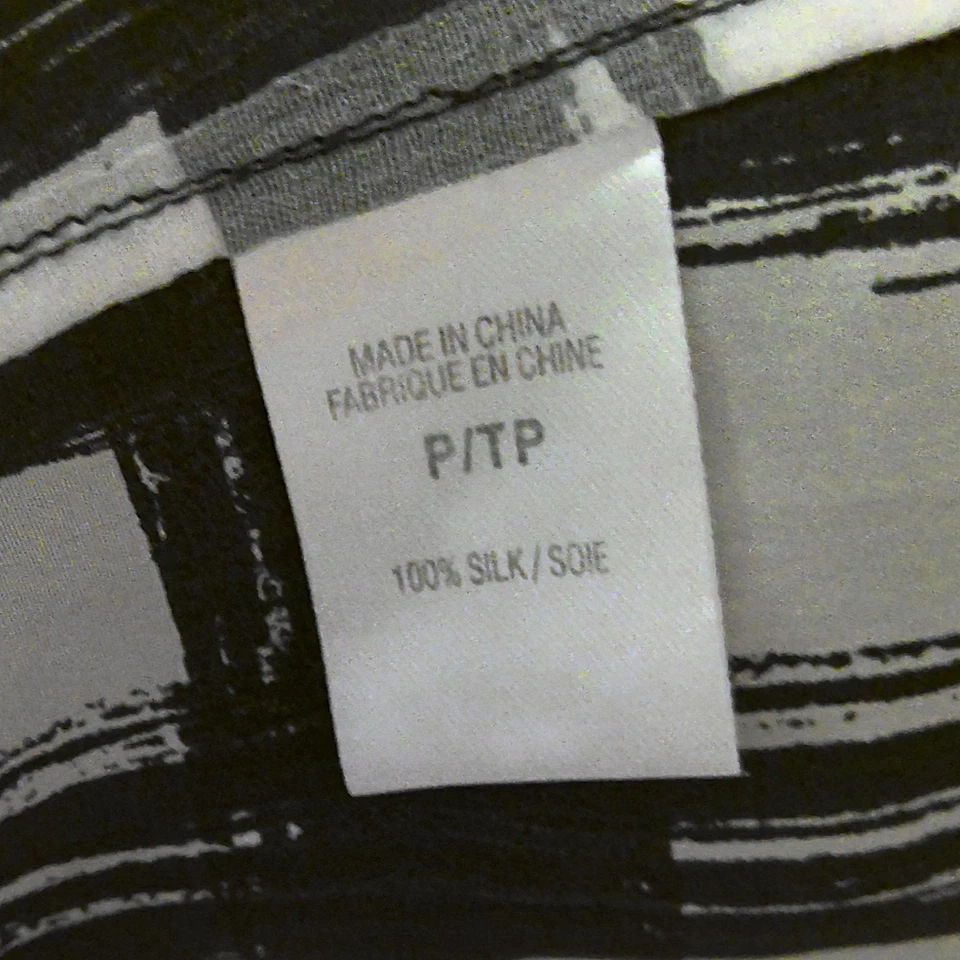 MADE IN CHINA
FABRIQUE EN CHINE
P/TP
100% SILK / SOIE